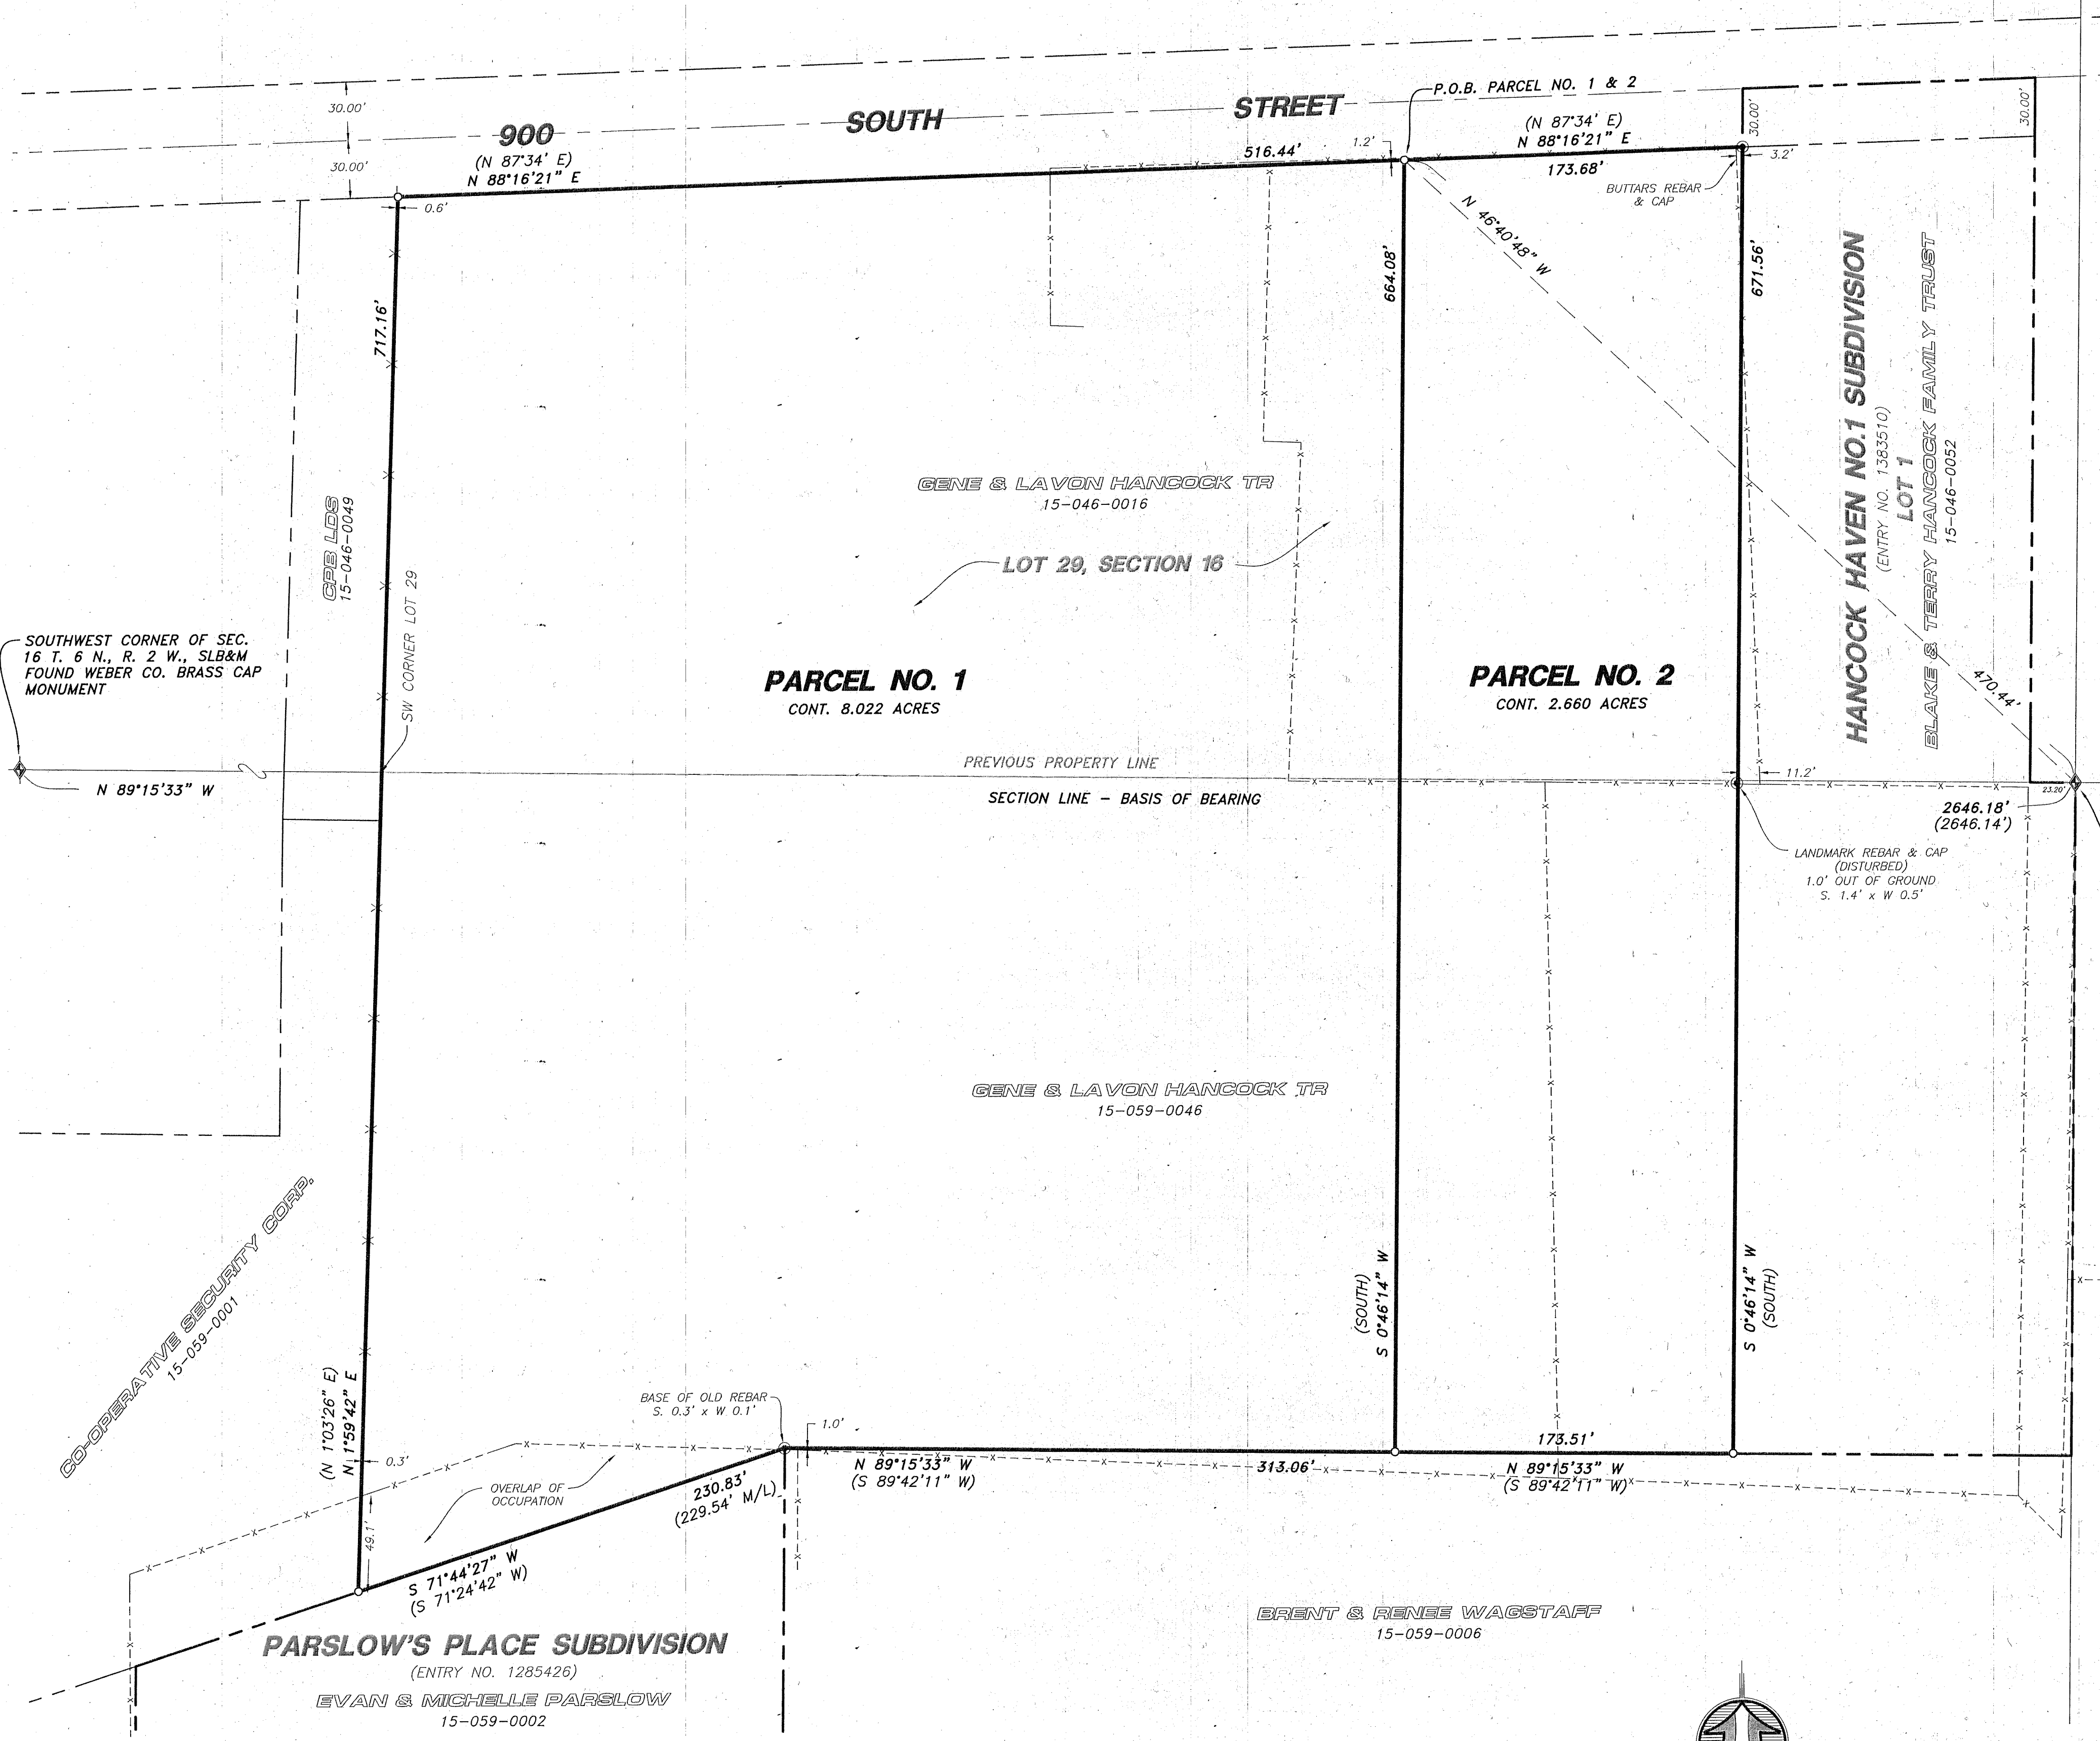 30.00'
30.00'
900 SOUTH STREET
(N 87°34' E)
N 88°16'21" E
0.6'
516.44'
1.2'
P.O.B. PARCEL NO. 1 & 2
(N 87°34' E)
N 88°16'21" E
173.68'
BUTTARS REBAR
& CAP
30.00'
3.2'
30.00'
N 46°40'48" W
717.16'
664.08'
671.56'
CPB LDS
15-046-0049
SW CORNER LOT 29
GENE & LAVON HANCOCK TR
15-046-0016
LOT 29, SECTION 16
HANCOCK HAVEN NO.1 SUBDIVISION
(ENTRY NO. 1383510)
LOT 1
BLAKE & TERRY HANCOCK FAMILY TRUST
15-046-0052
SOUTHWEST CORNER OF SEC.
16 T. 6 N., R. 2 W., SLB&M
FOUND WEBER CO. BRASS CAP
MONUMENT
N 89°15'33" W
PARCEL NO. 1
CONT. 8.022 ACRES
PARCEL NO. 2
CONT. 2.660 ACRES
470.44'
PREVIOUS PROPERTY LINE
SECTION LINE - BASIS OF BEARING
11.2'
23.20'
2646.18'
(2646.14')
LANDMARK REBAR & CAP
(DISTURBED)
1.0' OUT OF GROUND
S. 1.4' x W 0.5'
GENE & LAVON HANCOCK TR
15-059-0046
CO-OPERATIVE SECURITY CORP.
15-059-0001
(N 1°03'26" E)
N 1°59'42" E
0.3'
49.1'
(SOUTH)
S 0°46'14" W
S 0°46'14" W
(SOUTH)
BASE OF OLD REBAR
S. 0.3' x W 0.1'
1.0'
OVERLAP OF
OCCUPATION
230.83'
(229.54' M/L)
S 71°44'27" W
(S 71°24'42" W)
N 89°15'33" W
(S 89°42'11" W)
313.06'
173.51'
N 89°15'33" W
(S 89°42'11" W)
PARSLOW'S PLACE SUBDIVISION
(ENTRY NO. 1285426)
EVAN & MICHELLE PARSLOW
15-059-0002
BRENT & RENEE WAGSTAFF
15-059-0006